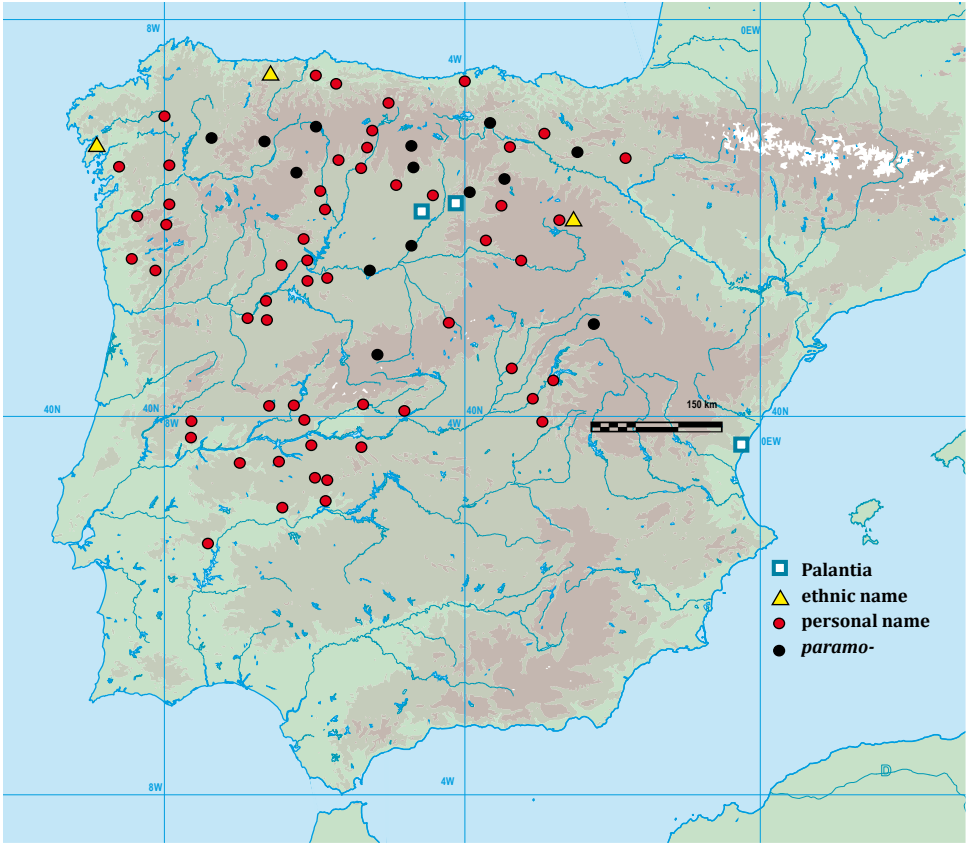 8W
0EW
4W
150 km
40N
40N
8W
40N
4W
40N
0EW
Palantia
ethnic name
personal name
paramo-
D
8W
4W